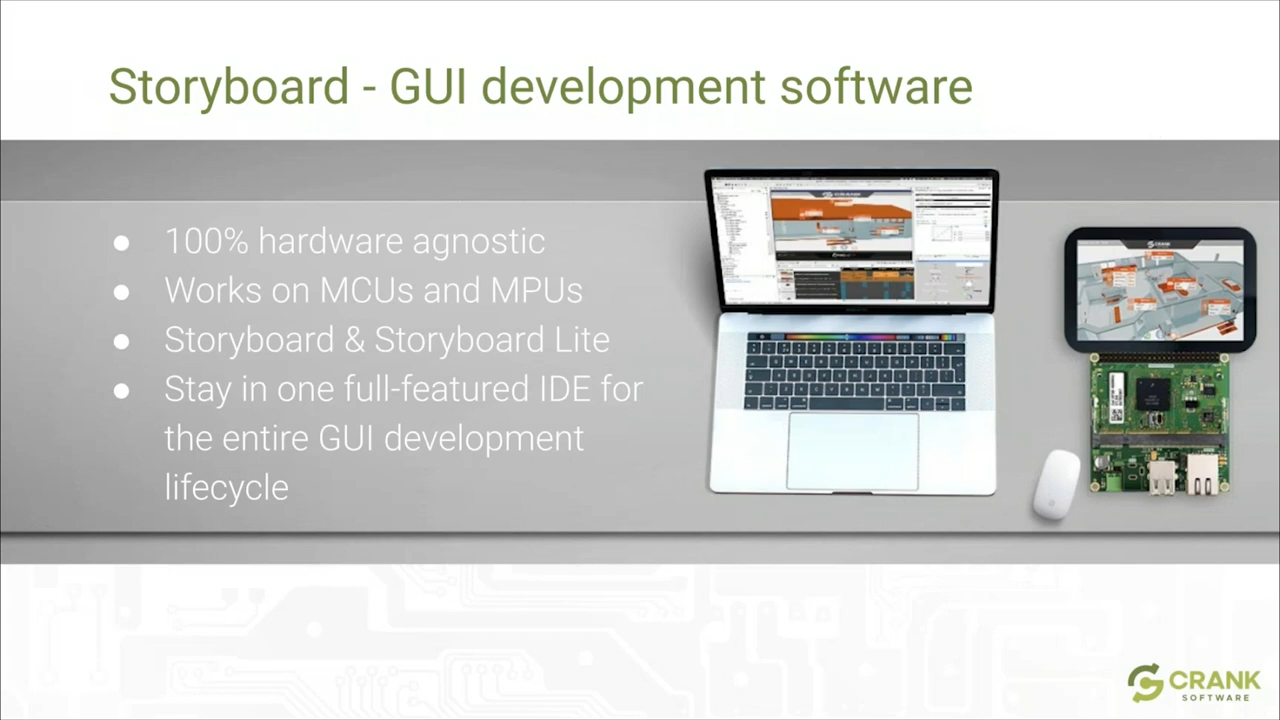 Storyboard - GUI development software
● 100% hardware agnostic
● Works on MCUs and MPUs
● Storyboard & Storyboard Lite
● Stay in one full-featured IDE for
the entire GUI development
lifecycle
CRANK
CRANK
SOFTWARE